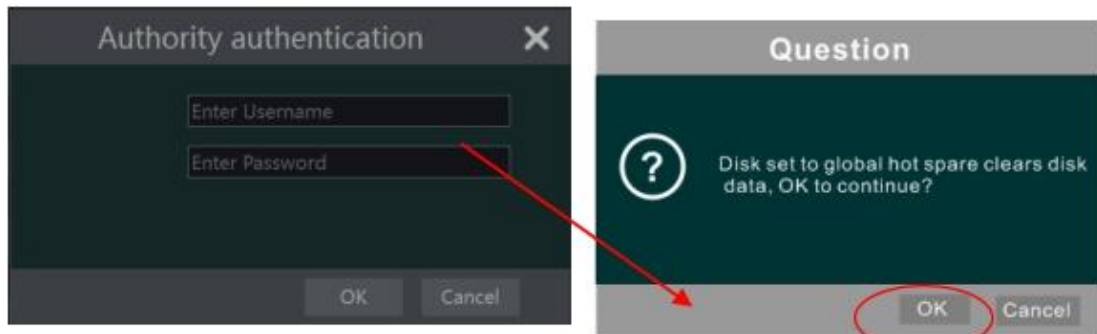 Authority authentication
Enter Username
Enter Password
OK Cancel
Question
?
Disk set to global hot spare clears disk
data, OK to continue?
OK Cancel